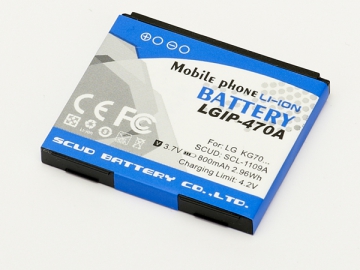 + -
Mobile phone LI-ION
BATTERY
LGIP-470A
CE FC
FOR: LG KG70...
SCUD: SCL-1109A
3.7V 800mAh 2.96Wh
Charging Limit: 4.2V
SCUD BATTERY CO.,LTD.